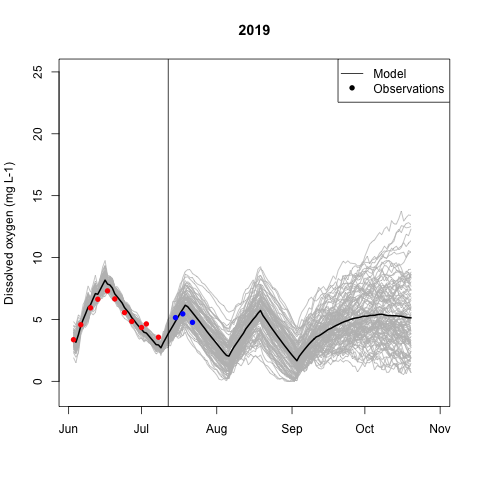 2019
Model
Observations
Dissolved oxygen (mg L-1)
25
20
15
10
5
0
Jun Jul Aug Sep Oct Nov